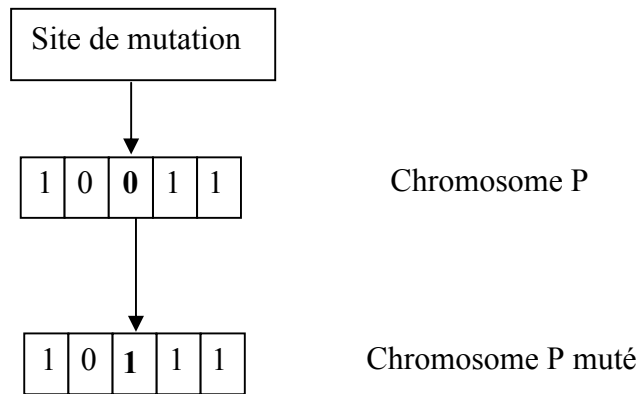 Site de mutation
1 0 0 1 1 Chromosome P
1 0 1 1 1 Chromosome P muté